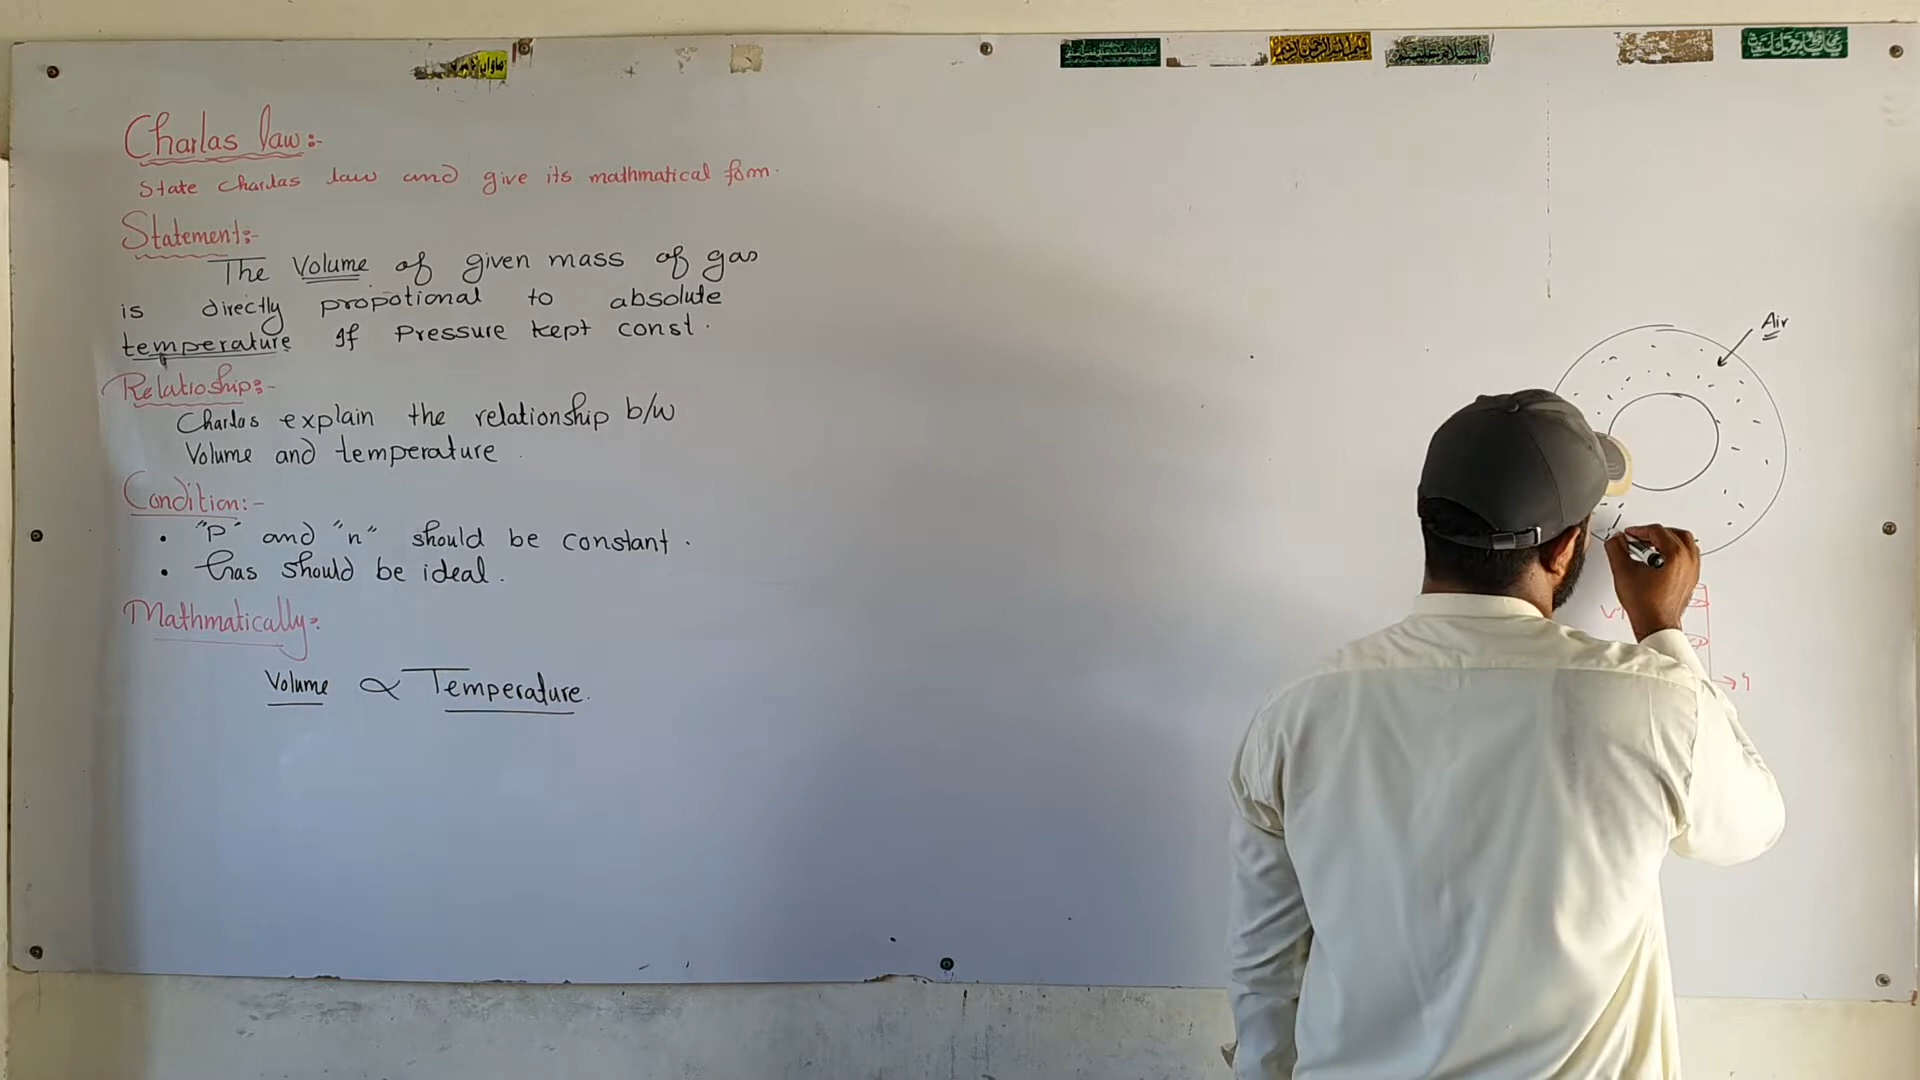 Charlas law:-
State Charlas law and give its mathmatical form.
Statement:-
The Volume of given mass of gas
is directly propotional to absolute
temperature If Pressure kept const.
Relatioship:-
Charlas explain the relationship b/w
Volume and temperature.
Condition:-
• "P" and "n" should be constant.
• Gas should be ideal.
Mathmatically:
Volume ∝ Temperature.
Air